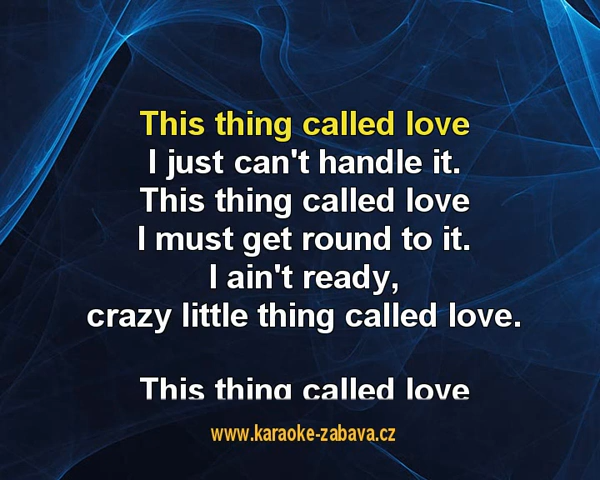 This thing called love
I just can't handle it.
This thing called love
I must get round to it.
I ain't ready,
crazy little thing called love.
This thing called love
www.karaoke-zabava.cz